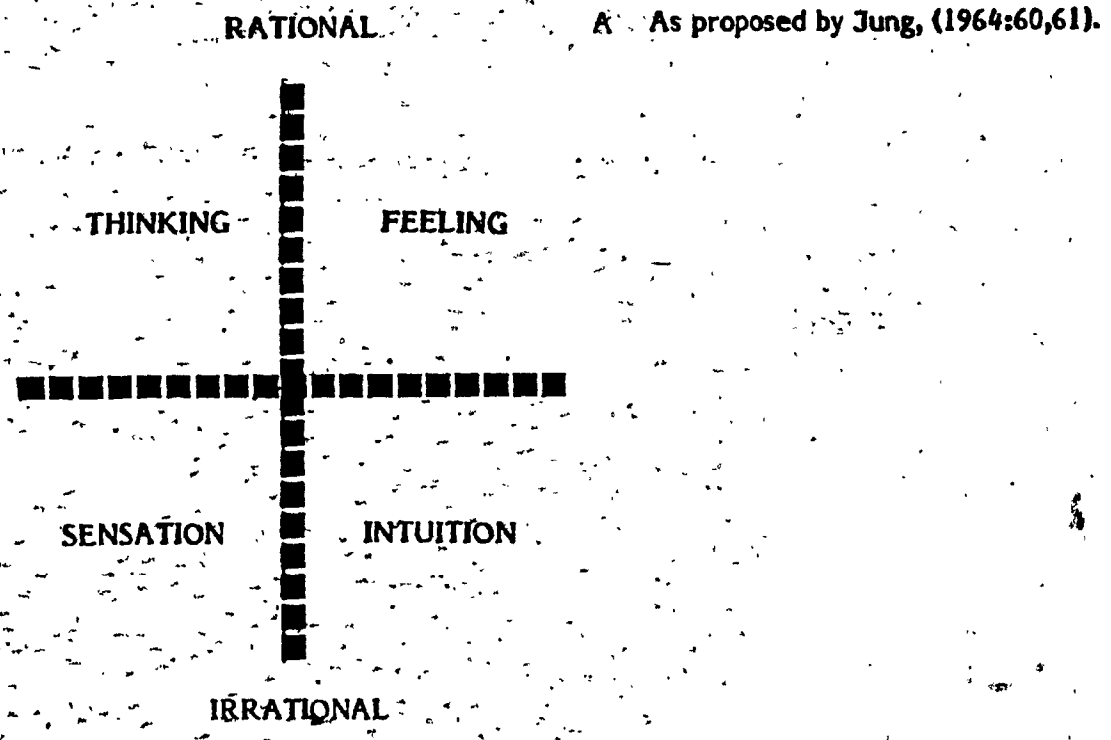 RATIONAL
A As proposed by Jung, (1964:60,61).
THINKING FEELING
SENSATION INTUITION
IRRATIONAL